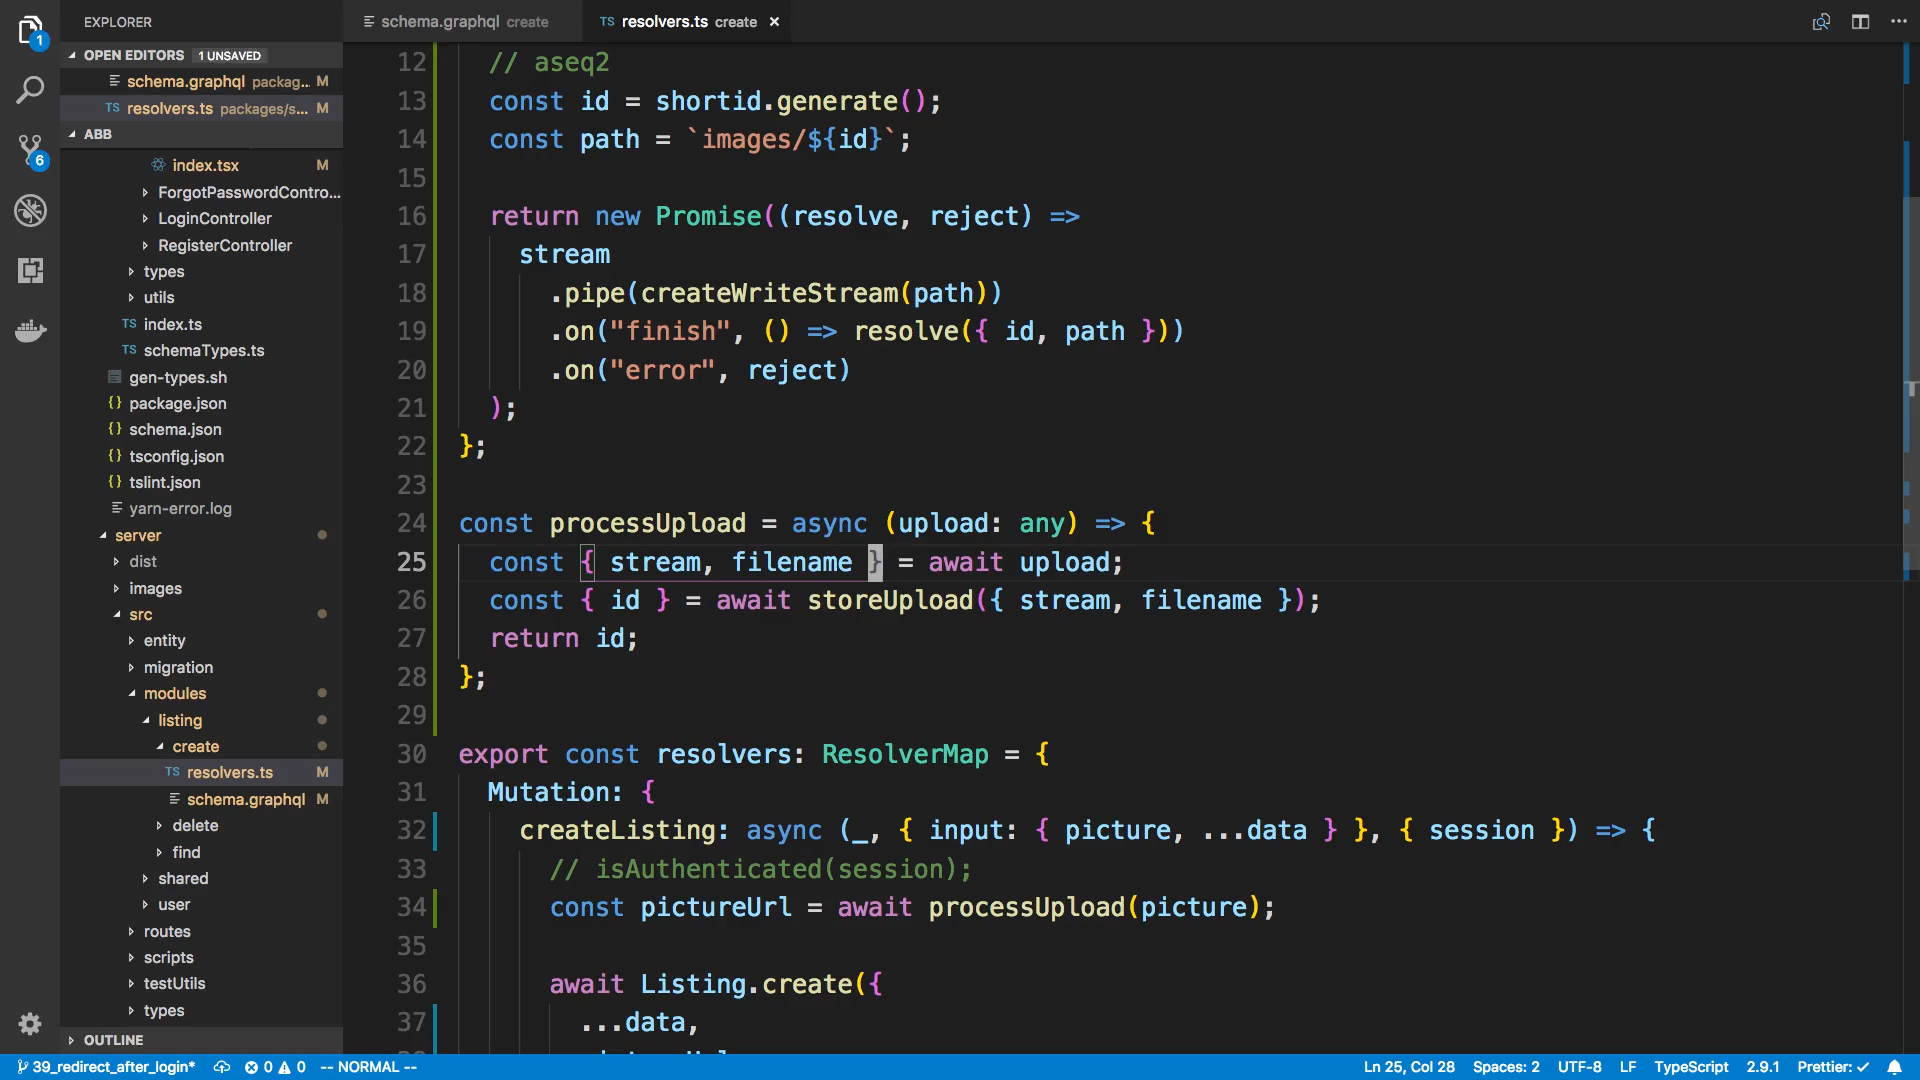 EXPLORER
schema.graphql create
TS resolvers.ts create ×
1
OPEN EDITORS 1 UNSAVED
schema.graphql packag... M
TS resolvers.ts packages/s... M
ABB
6
index.tsx M
ForgotPasswordContro...
LoginController
RegisterController
types
utils
TS index.ts
TS schemaTypes.ts
gen-types.sh
{} package.json
{} schema.json
{} tsconfig.json
{} tslint.json
yarn-error.log
server
dist
images
src
entity
migration
modules
listing
create
TS resolvers.ts M
schema.graphql M
delete
find
shared
user
routes
scripts
testUtils
types
OUTLINE
12 // aseq2
13 const id = shortid.generate();
14 const path = `images/${id}`;
15
16 return new Promise((resolve, reject) =>
17 stream
18 .pipe(createWriteStream(path))
19 .on("finish", () => resolve({ id, path }))
20 .on("error", reject)
21 );
22 };
23
24 const processUpload = async (upload: any) => {
25 const { stream, filename } = await upload;
26 const { id } = await storeUpload({ stream, filename });
27 return id;
28 };
29
30 export const resolvers: ResolverMap = {
31 Mutation: {
32 createListing: async (_, { input: { picture, ...data } }, { session }) => {
33 // isAuthenticated(session);
34 const pictureUrl = await processUpload(picture);
35
36 await Listing.create({
37 ...data,
39_redirect_after_login* 0 0 -- NORMAL -- Ln 25, Col 28 Spaces: 2 UTF-8 LF TypeScript 2.9.1 Prettier: ✓